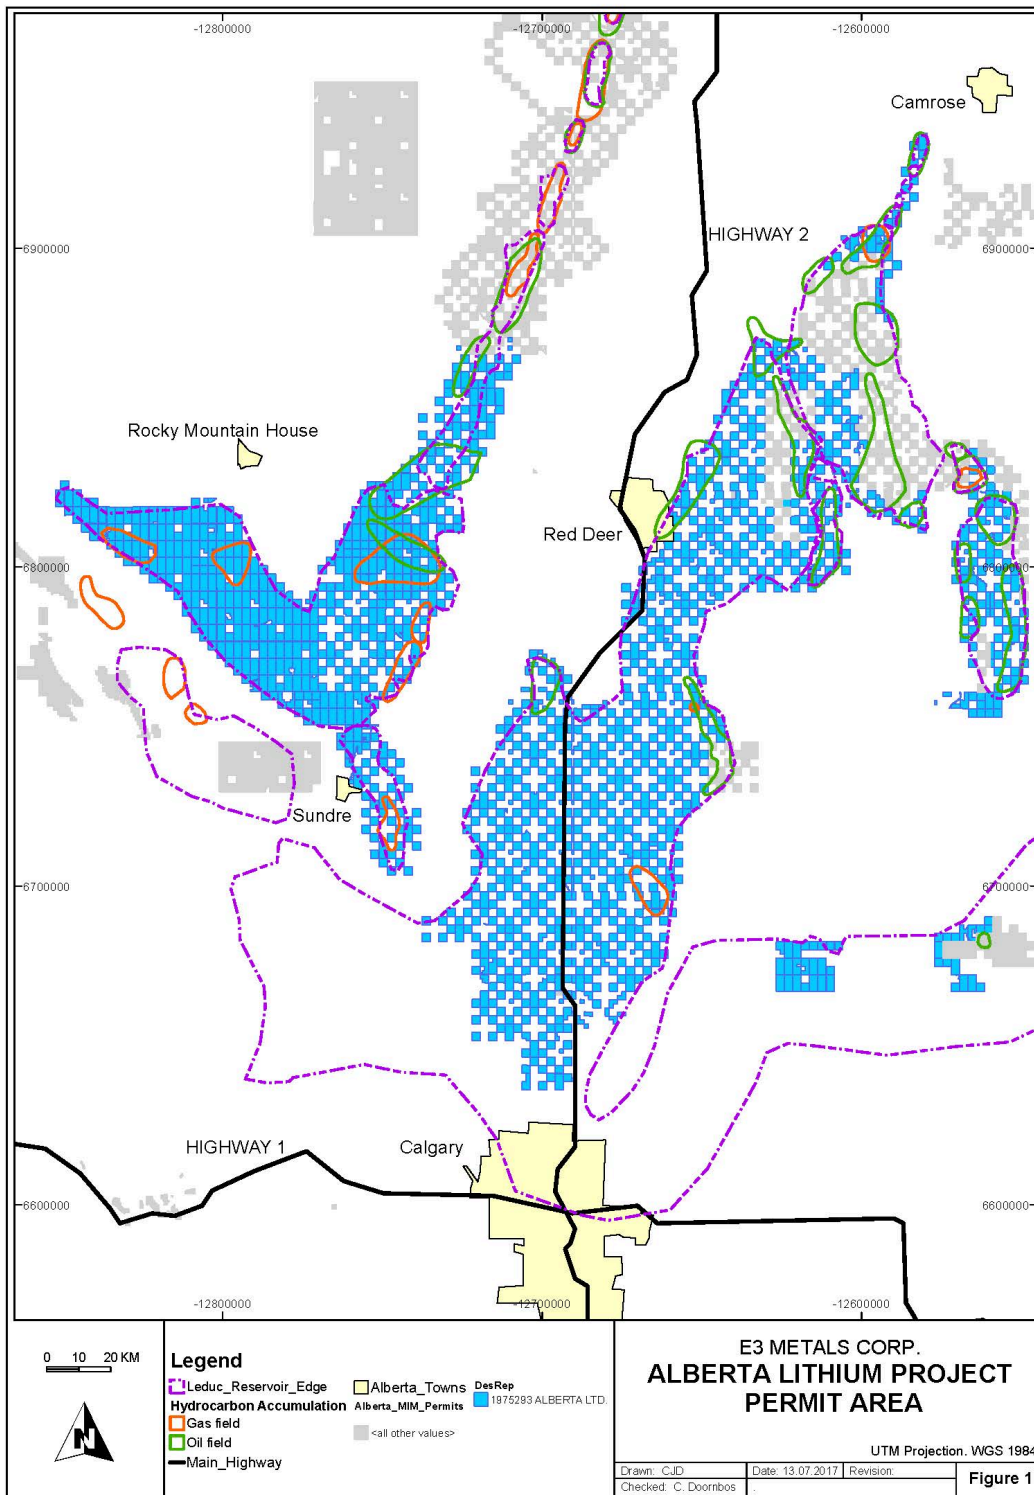 -12800000
-12700000
-12600000
Camrose
6900000
HIGHWAY 2
6900000
Rocky Mountain House
Red Deer
6800000
6800000
Sundre
6700000
6700000
HIGHWAY 1
Calgary
6600000
6600000
-12800000
-12700000
-12600000
0 10 20 KM
N
Legend
Leduc_Reservoir_Edge
Hydrocarbon Accumulation
Gas field
Oil field
Main_Highway
Alberta_Towns
Alberta_MIM_Permits
<all other values>
DesRep
1975293 ALBERTA LTD.
E3 METALS CORP.
ALBERTA LITHIUM PROJECT
PERMIT AREA
UTM Projection. WGS 1984
Drawn: CJD
Date: 13.07.2017
Revision:
Checked: C. Doornbos
.
Figure 1